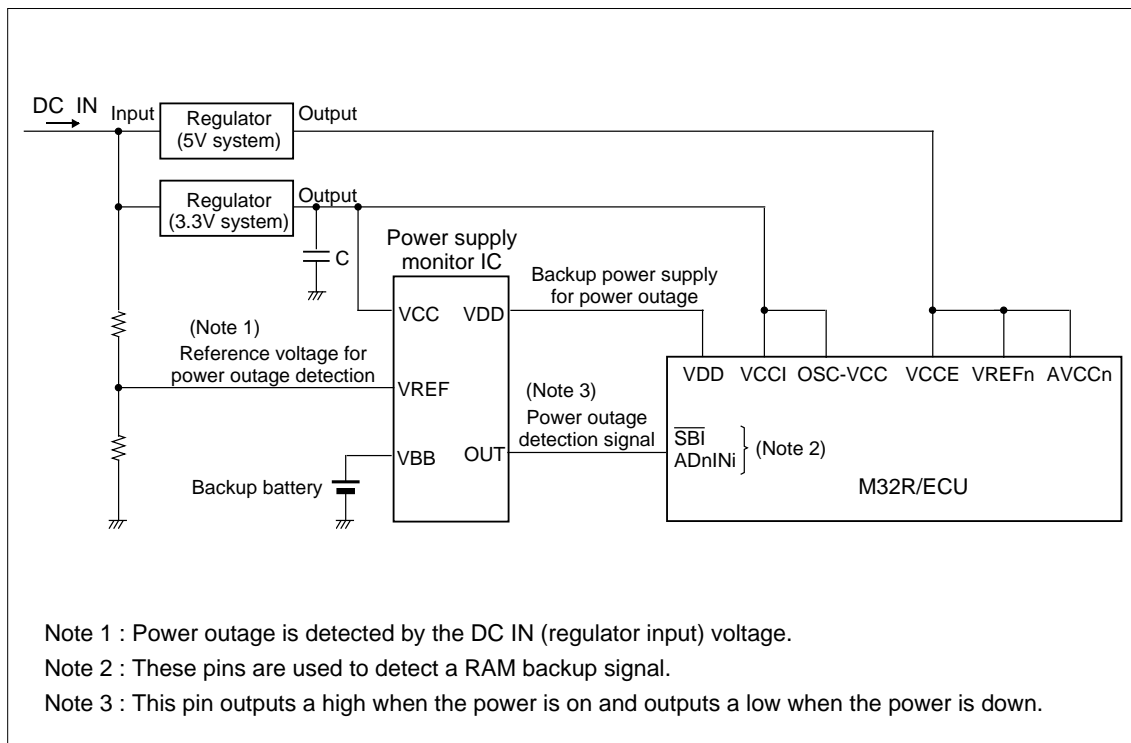 DC IN
Input
Regulator
(5V system)
Output
Regulator
(3.3V system)
Output
C
Power supply
monitor IC
Backup power supply
for power outage
VCC
VDD
(Note 1)
Reference voltage for
power outage detection
VREF
(Note 3)
Power outage
detection signal
VBB
OUT
Backup battery
VDD
VCCI
OSC-VCC
VCCE
VREFn
AVCCn
SBI
ADnINi
(Note 2)
M32R/ECU
Note 1 : Power outage is detected by the DC IN (regulator input) voltage.
Note 2 : These pins are used to detect a RAM backup signal.
Note 3 : This pin outputs a high when the power is on and outputs a low when the power is down.